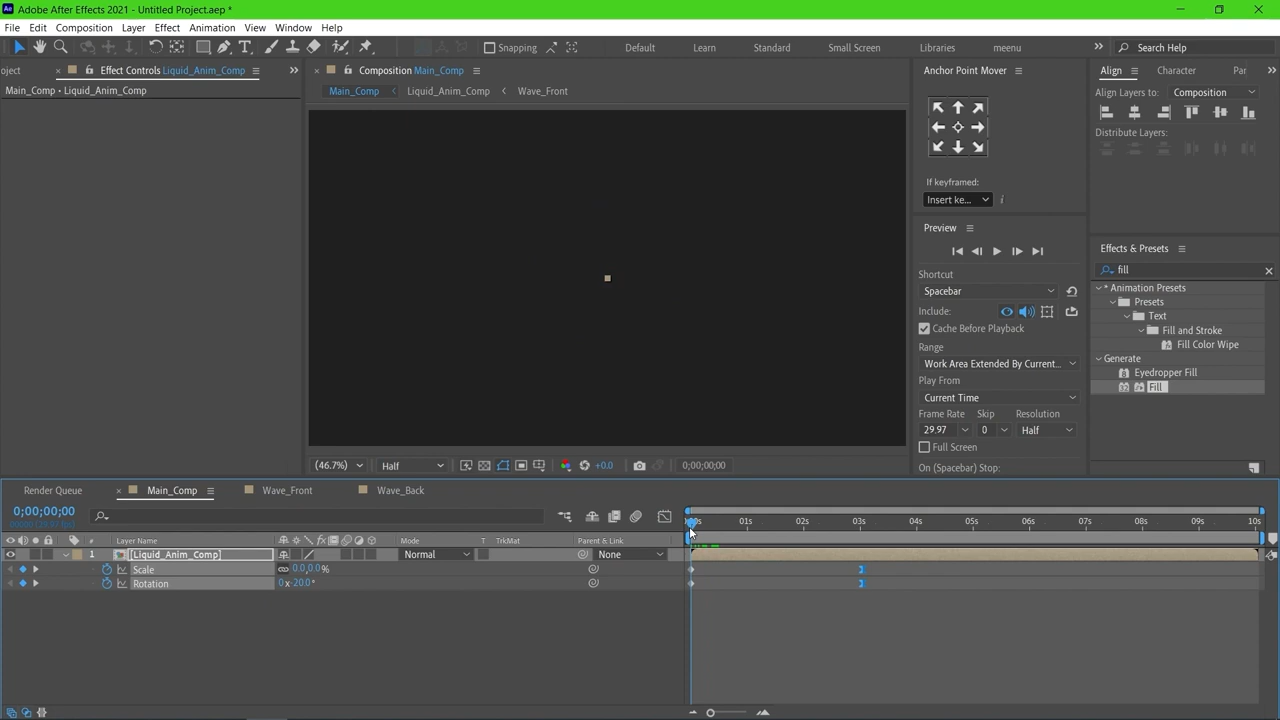 Adobe After Effects 2021 - Untitled Project.aep *
File Edit Composition Layer Effect Animation View Window Help
Snapping
Default Learn Standard Small Screen Libraries meenu
Search Help
oject Effect Controls Liquid_Anim_Comp
Main_Comp • Liquid_Anim_Comp
Composition Main_Comp
Main_Comp Liquid_Anim_Comp Wave_Front
(46.7%) Half +0.0 0;00;00;00
Anchor Point Mover
If keyframed:
Insert ke...
Preview
Shortcut
Spacebar
Include:
Cache Before Playback
Range
Work Area Extended By Current...
Play From
Current Time
Frame Rate Skip Resolution
29.97 0 Half
Full Screen
On (Spacebar) Stop:
Align Character Par
Align Layers to: Composition
Distribute Layers:
Effects & Presets
fill
* Animation Presets
Presets
Text
Fill and Stroke
Fill Color Wipe
Generate
Eyedropper Fill
Fill
Render Queue Main_Comp Wave_Front Wave_Back
0;00;00;00
00000 (29.97 fps)
01s 02s 03s 04s 05s 06s 07s 08s 09s 10s
# Layer Name Mode T TrkMat Parent & Link
1 [Liquid_Anim_Comp] Normal None
Scale 0.0,0.0%
Rotation 0x-20.0°